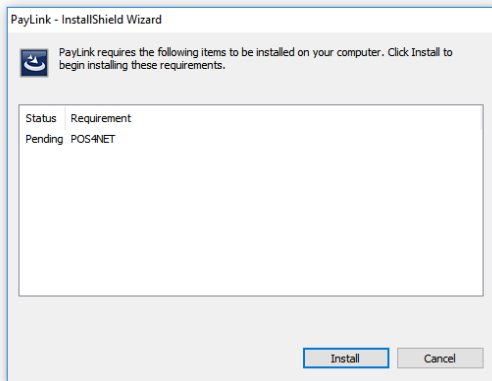 PayLink - InstallShield Wizard
PayLink requires the following items to be installed on your computer. Click Install to
begin installing these requirements.
Status Requirement
Pending POS4NET
Install Cancel